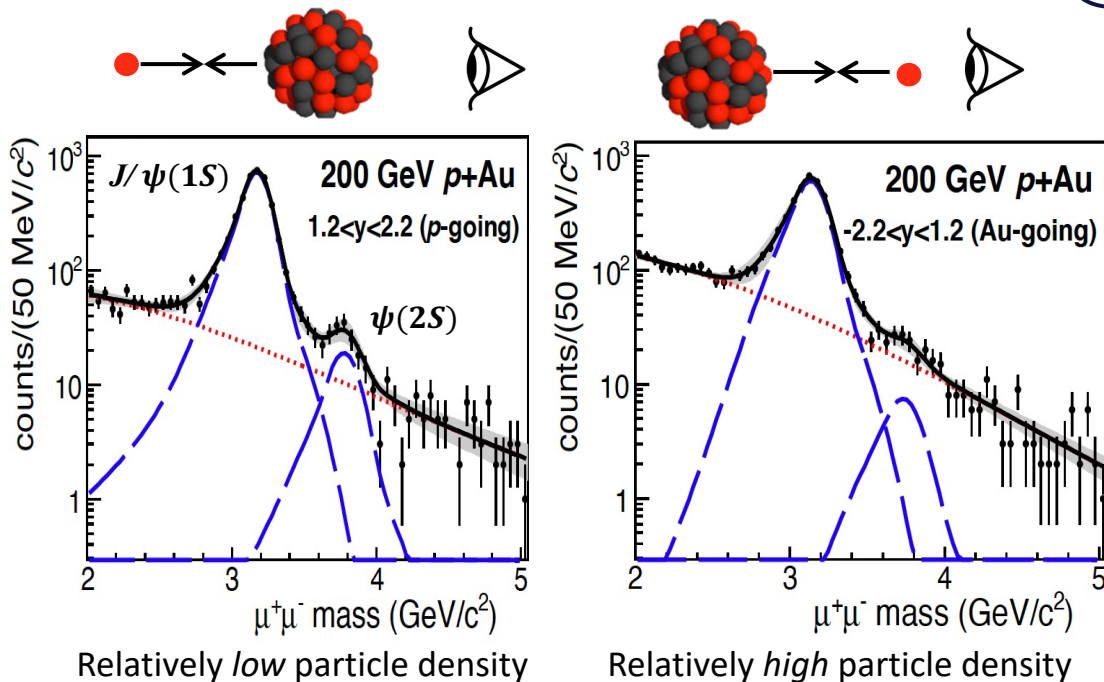 10³
10²
10
1
J/ψ(1S)
200 GeV p+Au
1.2<y<2.2 (p-going)
ψ(2S)
counts/(50 MeV/c²)
2 3 4 5
μ⁺μ⁻ mass (GeV/c²)
Relatively low particle density
10³
10²
10
1
200 GeV p+Au
-2.2<y<1.2 (Au-going)
counts/(50 MeV/c²)
2 3 4 5
μ⁺μ⁻ mass (GeV/c²)
Relatively high particle density